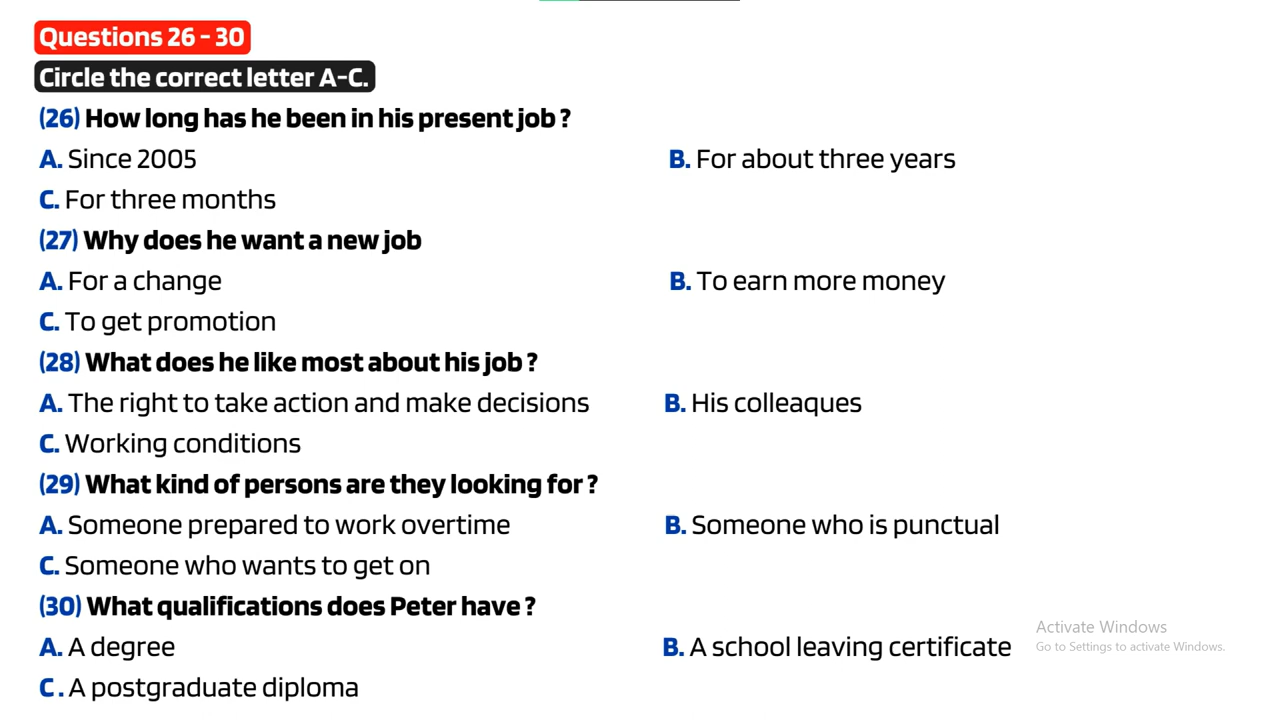 Questions 26 - 30
Circle the correct letter A-C.
(26) How long has he been in his present job ?
A. Since 2005 B. For about three years
C. For three months
(27) Why does he want a new job
A. For a change B. To earn more money
C. To get promotion
(28) What does he like most about his job ?
A. The right to take action and make decisions B. His colleaques
C. Working conditions
(29) What kind of persons are they looking for ?
A. Someone prepared to work overtime B. Someone who is punctual
C. Someone who wants to get on
(30) What qualifications does Peter have ?
A. A degree B. A school leaving certificate
C . A postgraduate diploma
Activate Windows
Go to Settings to activate Windows.